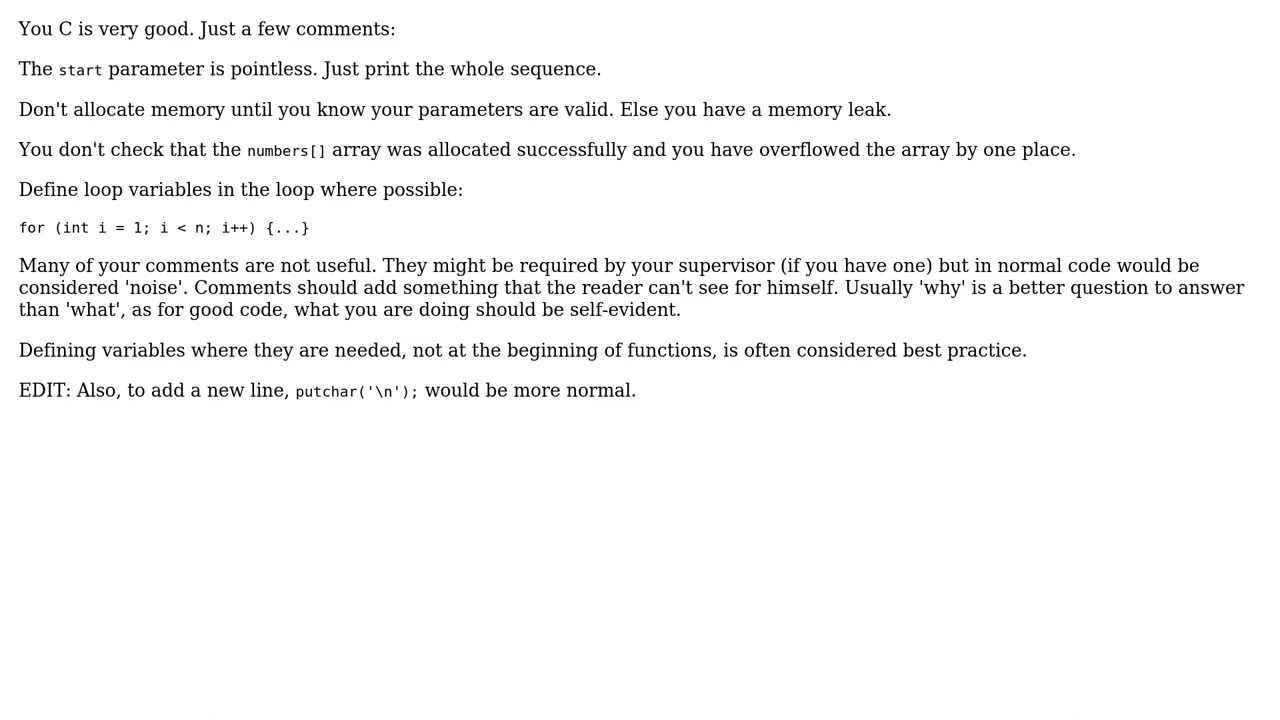 You C is very good. Just a few comments:
The start parameter is pointless. Just print the whole sequence.
Don't allocate memory until you know your parameters are valid. Else you have a memory leak.
You don't check that the numbers[] array was allocated successfully and you have overflowed the array by one place.
Define loop variables in the loop where possible:
for (int i = 1; i < n; i++) {...}
Many of your comments are not useful. They might be required by your supervisor (if you have one) but in normal code would be
considered 'noise'. Comments should add something that the reader can't see for himself. Usually 'why' is a better question to answer
than 'what', as for good code, what you are doing should be self-evident.
Defining variables where they are needed, not at the beginning of functions, is often considered best practice.
EDIT: Also, to add a new line, putchar('\n'); would be more normal.